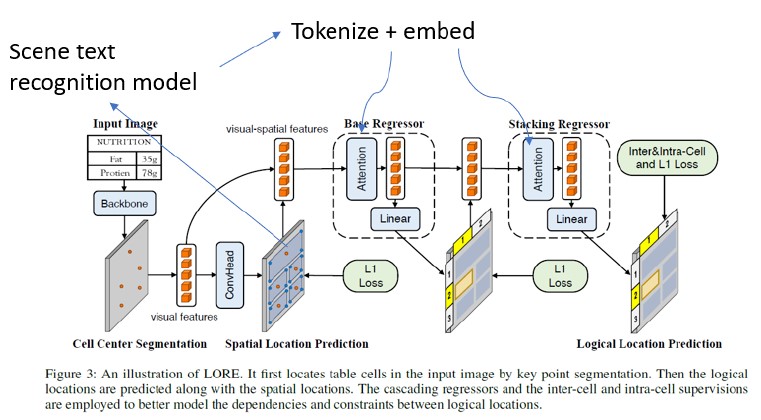 Tokenize + embed
Scene text
recognition model
Input Image
NUTRITION
Fat 35g
Protien 78g
Backbone
visual-spatial features
Base Regressor
Attention
Linear
Stacking Regressor
Attention
Linear
Inter&Intra-Cell
and L1 Loss
visual features
ConvHead
L1
Loss
1 2
1
2
3
L1
Loss
1 2
1
2
3
Cell Center Segmentation
Spatial Location Prediction
Logical Location Prediction
Figure 3: An illustration of LORE. It first locates table cells in the input image by key point segmentation. Then the logical
locations are predicted along with the spatial locations. The cascading regressors and the inter-cell and intra-cell supervisions
are employed to better model the dependencies and constraints between logical locations.